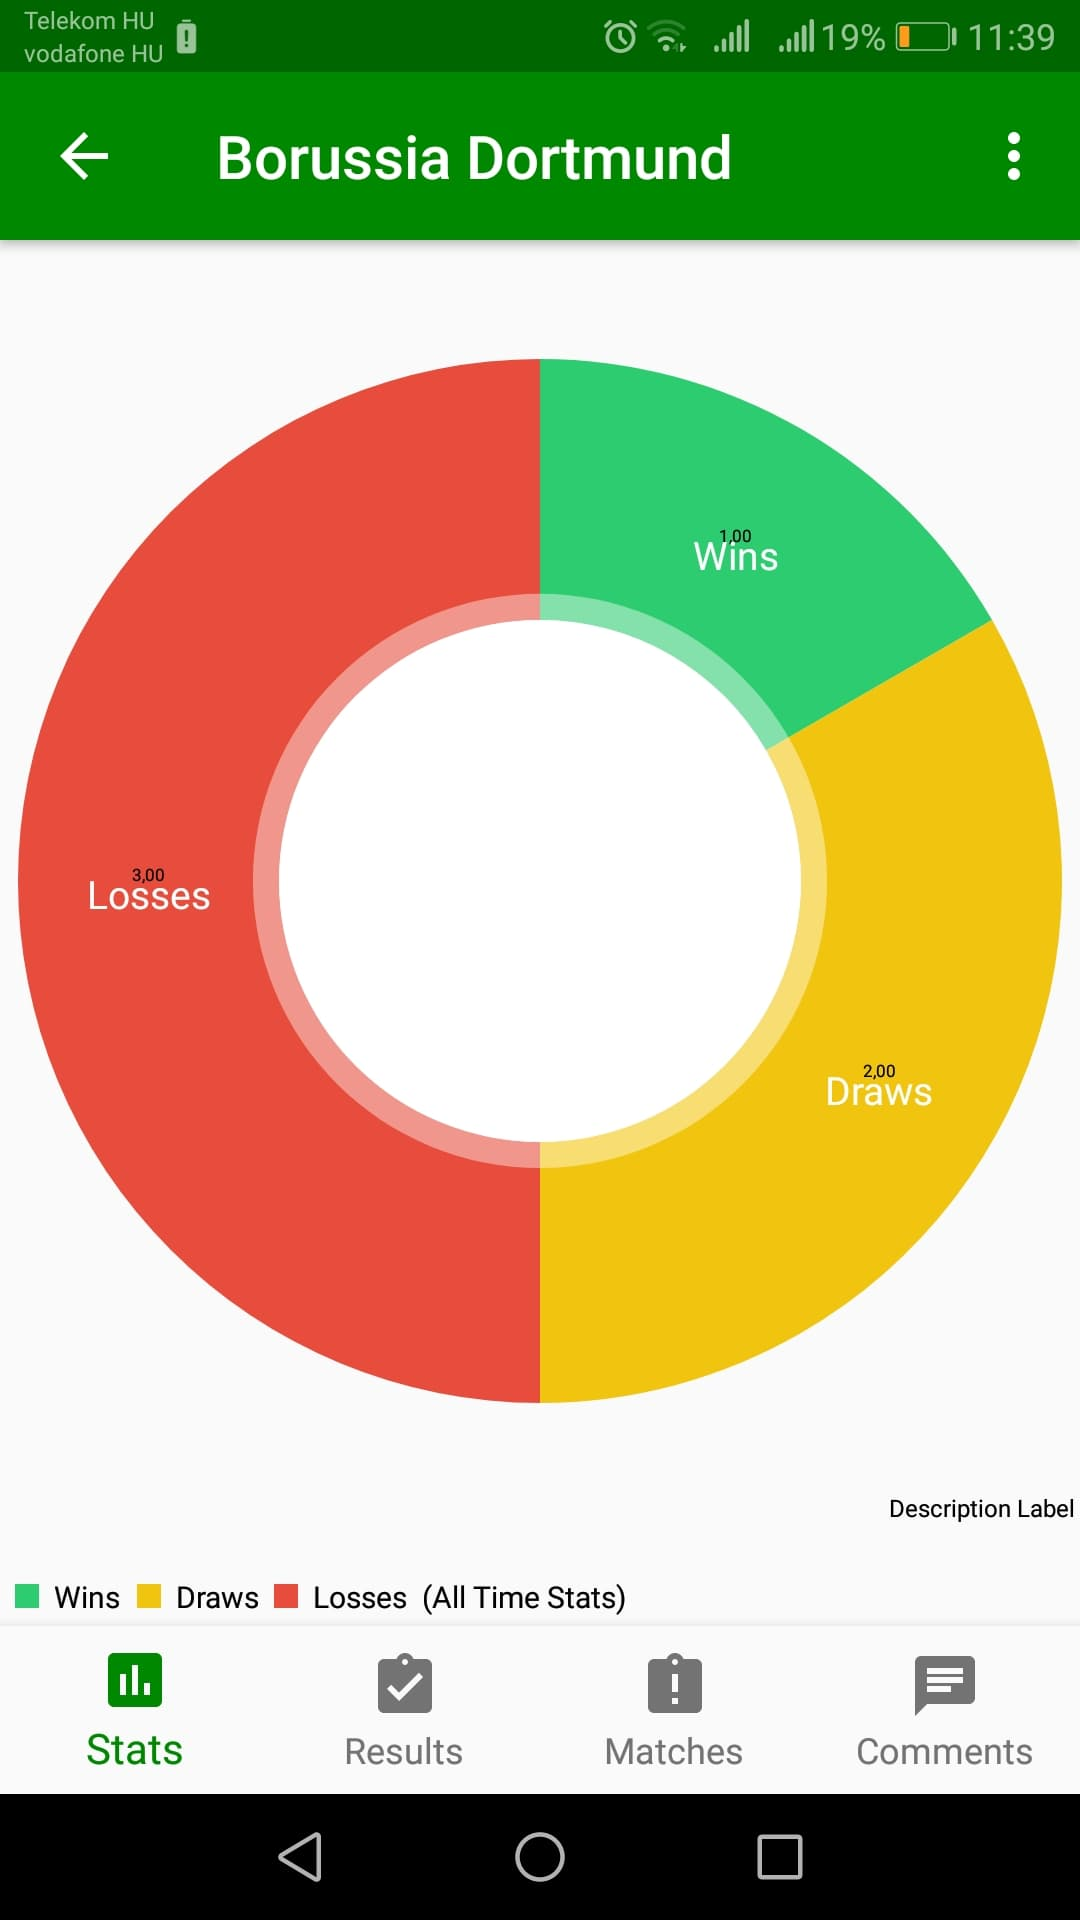 Telekom HU
vodafone HU
19% 11:39
Borussia Dortmund
1,00
Wins
3,00
Losses
2,00
Draws
Description Label
Wins Draws Losses (All Time Stats)
Stats Results Matches Comments